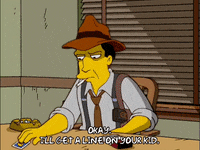 OKAY.
I'LL GET A LINE ON YOUR KID.